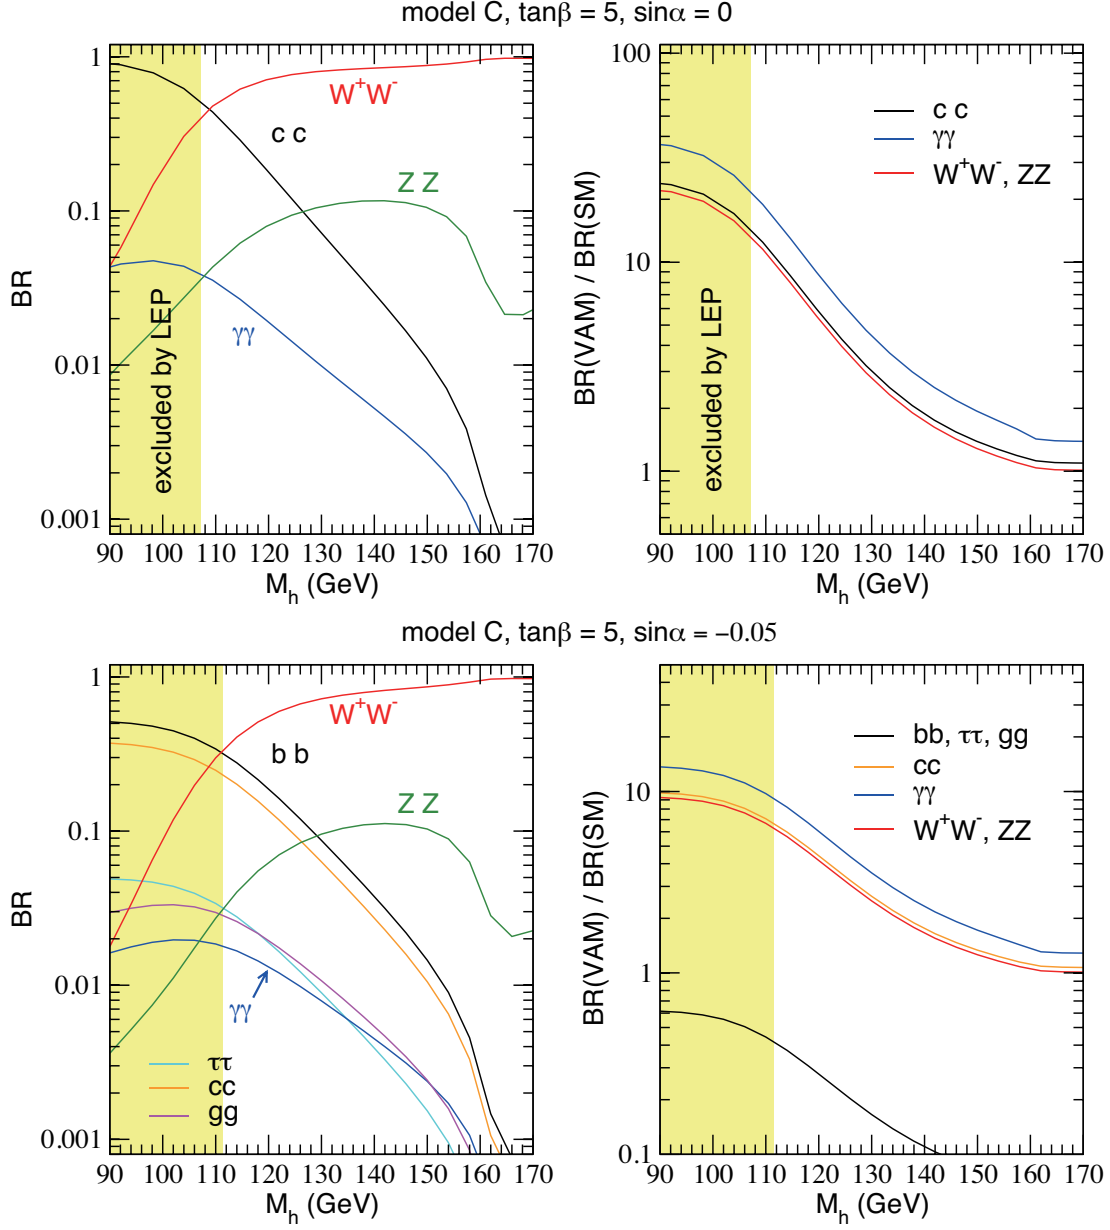 model C, tanβ = 5, sinα = 0
1
0.1
0.01
0.001
BR
W⁺W⁻
c c
Z Z
γγ
excluded by LEP
90 100 110 120 130 140 150 160 170
M_h (GeV)
100
10
1
BR(VAM) / BR(SM)
c c
γγ
W⁺W⁻, ZZ
excluded by LEP
90 100 110 120 130 140 150 160 170
M_h (GeV)
model C, tanβ = 5, sinα = −0.05
1
0.1
0.01
0.001
BR
W⁺W⁻
b b
Z Z
γγ
ττ
cc
gg
90 100 110 120 130 140 150 160 170
M_h (GeV)
10
1
0.1
BR(VAM) / BR(SM)
bb, ττ, gg
cc
γγ
W⁺W⁻, ZZ
90 100 110 120 130 140 150 160 170
M_h (GeV)